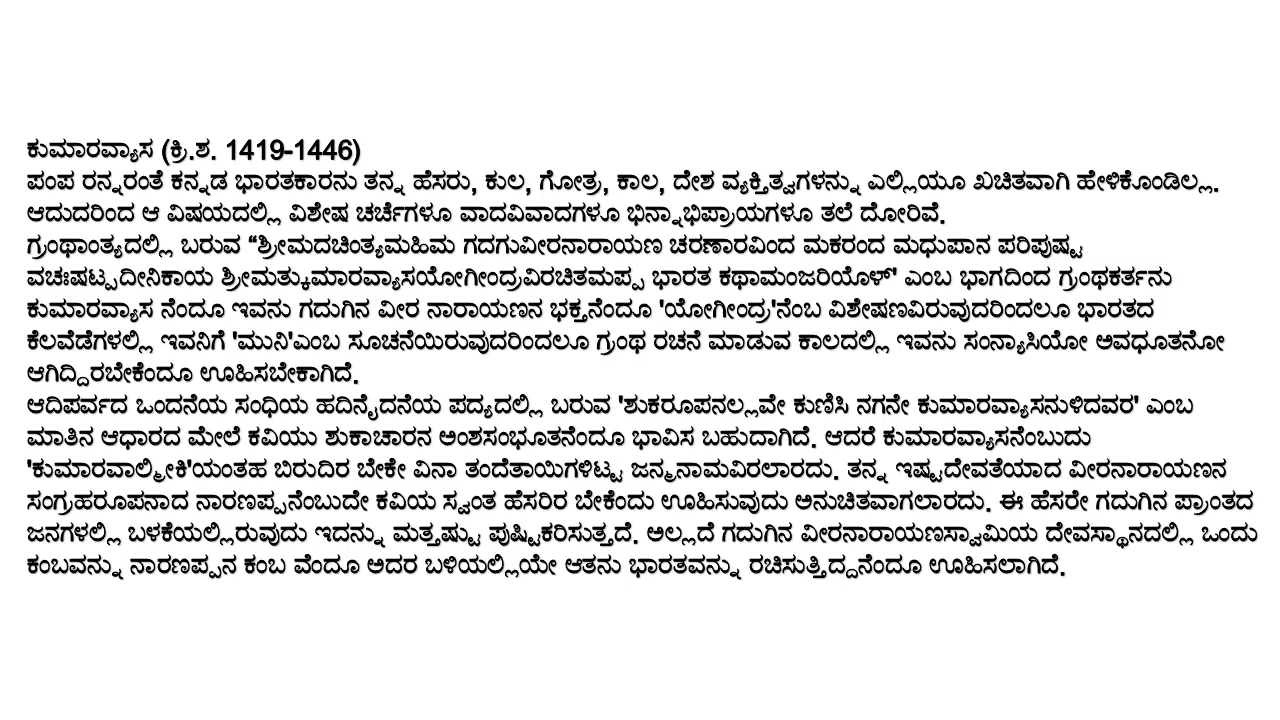 ಕುಮಾರವ್ಯಾಸ (ಕ್ರಿ.ಶ. 1419-1446)
ಪಂಪ ರನ್ನರಂತೆ ಕನ್ನಡ ಭಾರತಕಾರನು ತನ್ನ ಹೆಸರು, ಕುಲ, ಗೋತ್ರ, ಕಾಲ, ದೇಶ ವ್ಯಕ್ತಿತ್ವಗಳನ್ನು ಎಲ್ಲಿಯೂ ಖಚಿತವಾಗಿ ಹೇಳಿಕೊಂಡಿಲ್ಲ.
ಆದುದರಿಂದ ಆ ವಿಷಯದಲ್ಲಿ ವಿಶೇಷ ಚರ್ಚೆಗಳೂ ವಾದವಿವಾದಗಳೂ ಭಿನ್ನಾಭಿಪ್ರಾಯಗಳೂ ತಲೆ ದೋರಿವೆ.
ಗ್ರಂಥಾಂತ್ಯದಲ್ಲಿ ಬರುವ “ಶ್ರೀಮದಚಿಂತ್ಯಮಹಿಮ ಗದಗುವೀರನಾರಾಯಣ ಚರಣಾರವಿಂದ ಮಕರಂದ ಮಧುಪಾನ ಪರಿಪುಷ್ಟ
ವಚಃಷಟ್ಪದೀನಿಕಾಯ ಶ್ರೀಮತ್ಕುಮಾರವ್ಯಾಸಯೋಗೀಂದ್ರವಿರಚಿತಮಪ್ಪ ಭಾರತ ಕಥಾಮಂಜರಿಯೊಳ್' ಎಂಬ ಭಾಗದಿಂದ ಗ್ರಂಥಕರ್ತನು
ಕುಮಾರವ್ಯಾಸ ನೆಂದೂ ಇವನು ಗದುಗಿನ ವೀರ ನಾರಾಯಣನ ಭಕ್ತನೆಂದೂ 'ಯೋಗೀಂದ್ರ'ನೆಂಬ ವಿಶೇಷಣವಿರುವುದರಿಂದಲೂ ಭಾರತದ
ಕೆಲವೆಡೆಗಳಲ್ಲಿ ಇವನಿಗೆ 'ಮುನಿ'ಎಂಬ ಸೂಚನೆಯಿರುವುದರಿಂದಲೂ ಗ್ರಂಥ ರಚನೆ ಮಾಡುವ ಕಾಲದಲ್ಲಿ ಇವನು ಸಂನ್ಯಾಸಿಯೋ ಅವಧೂತನೋ
ಆಗಿದ್ದಿರಬೇಕೆಂದೂ ಊಹಿಸಬೇಕಾಗಿದೆ.
ಆದಿಪರ್ವದ ಒಂದನೆಯ ಸಂಧಿಯ ಹದಿನೈದನೆಯ ಪದ್ಯದಲ್ಲಿ ಬರುವ 'ಶುಕರೂಪನಲ್ಲವೇ ಕುಣಿಸಿ ನಗನೇ ಕುಮಾರವ್ಯಾಸನುಳಿದವರ' ಎಂಬ
ಮಾತಿನ ಆಧಾರದ ಮೇಲೆ ಕವಿಯು ಶುಕಾಚಾರನ ಅಂಶಸಂಭೂತನೆಂದೂ ಭಾವಿಸ ಬಹುದಾಗಿದೆ. ಆದರೆ ಕುಮಾರವ್ಯಾಸನೆಂಬುದು
'ಕುಮಾರವಾಲ್ಮೀಕಿ'ಯಂತಹ ಬಿರುದಿರ ಬೇಕೇ ವಿನಾ ತಂದೆತಾಯಿಗಳಿಟ್ಟ ಜನ್ಮನಾಮವಿರಲಾರದು. ತನ್ನ ಇಷ್ಟದೇವತೆಯಾದ ವೀರನಾರಾಯಣನ
ಸಂಗ್ರಹರೂಪನಾದ ನಾರಣಪ್ಪನೆಂಬುದೇ ಕವಿಯ ಸ್ವಂತ ಹೆಸರಿರ ಬೇಕೆಂದು ಊಹಿಸುವುದು ಅನುಚಿತವಾಗಲಾರದು. ಈ ಹೆಸರೇ ಗದುಗಿನ ಪ್ರಾಂತದ
ಜನಗಳಲ್ಲಿ ಬಳಕೆಯಲ್ಲಿರುವುದು ಇದನ್ನು ಮತ್ತಷ್ಟು ಪುಷ್ಟಿಕರಿಸುತ್ತದೆ. ಅಲ್ಲದೆ ಗದುಗಿನ ವೀರನಾರಾಯಣಸ್ವಾಮಿಯ ದೇವಸ್ಥಾನದಲ್ಲಿ ಒಂದು
ಕಂಬವನ್ನು ನಾರಣಪ್ಪನ ಕಂಬ ವೆಂದೂ ಅದರ ಬಳಿಯಲ್ಲಿಯೇ ಆತನು ಭಾರತವನ್ನು ರಚಿಸುತ್ತಿದ್ದನೆಂದೂ ಊಹಿಸಲಾಗಿದೆ.